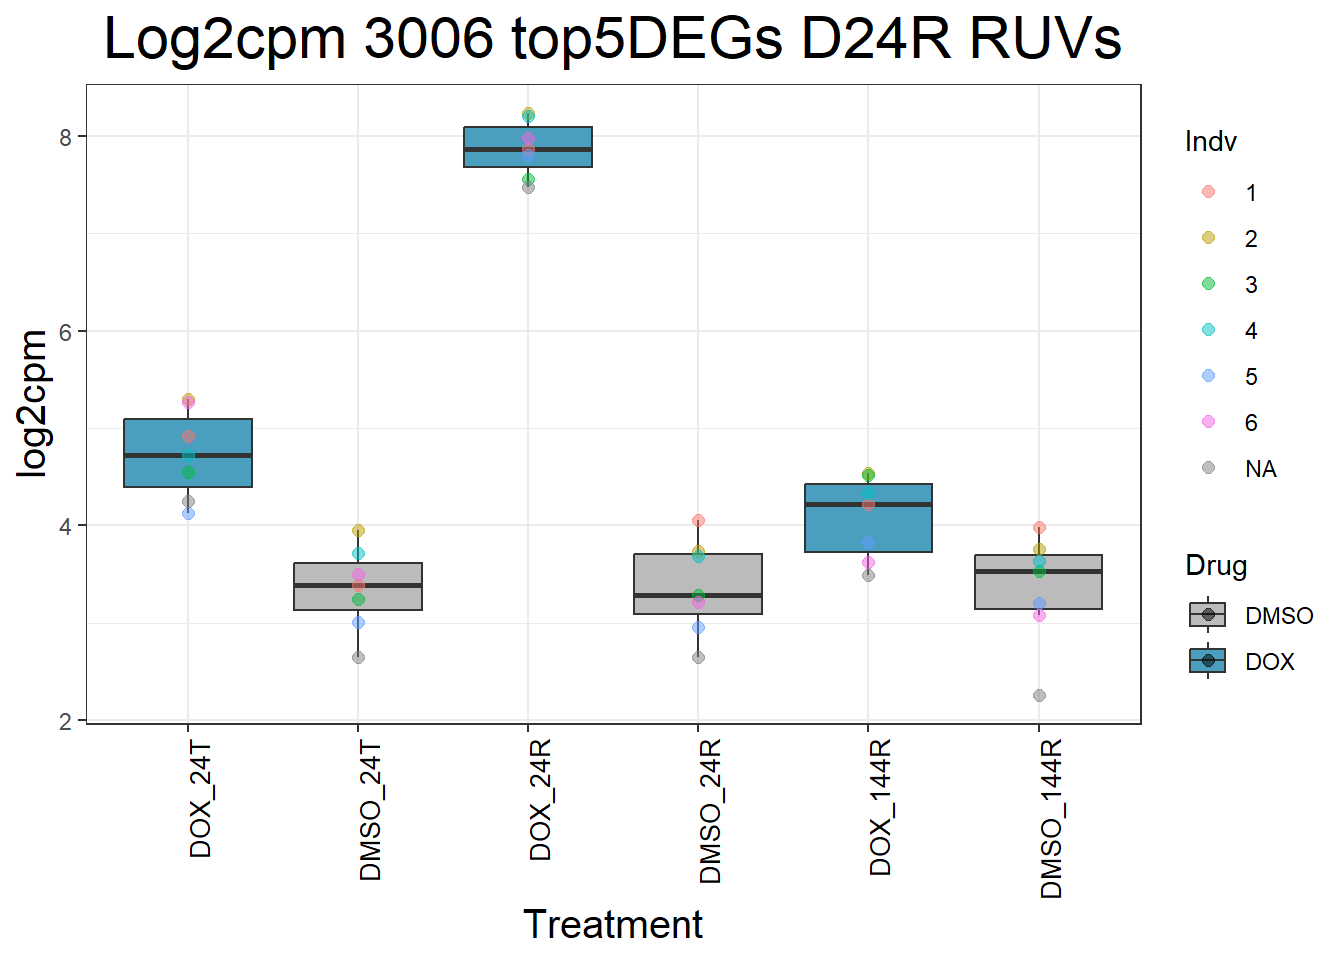 Log2cpm 3006 top5DEGs D24R RUVs
log2cpm
8
6
4
2
DOX_24T
DMSO_24T
DOX_24R
DMSO_24R
DOX_144R
DMSO_144R
Treatment
Indv
1
2
3
4
5
6
NA
Drug
DMSO
DOX